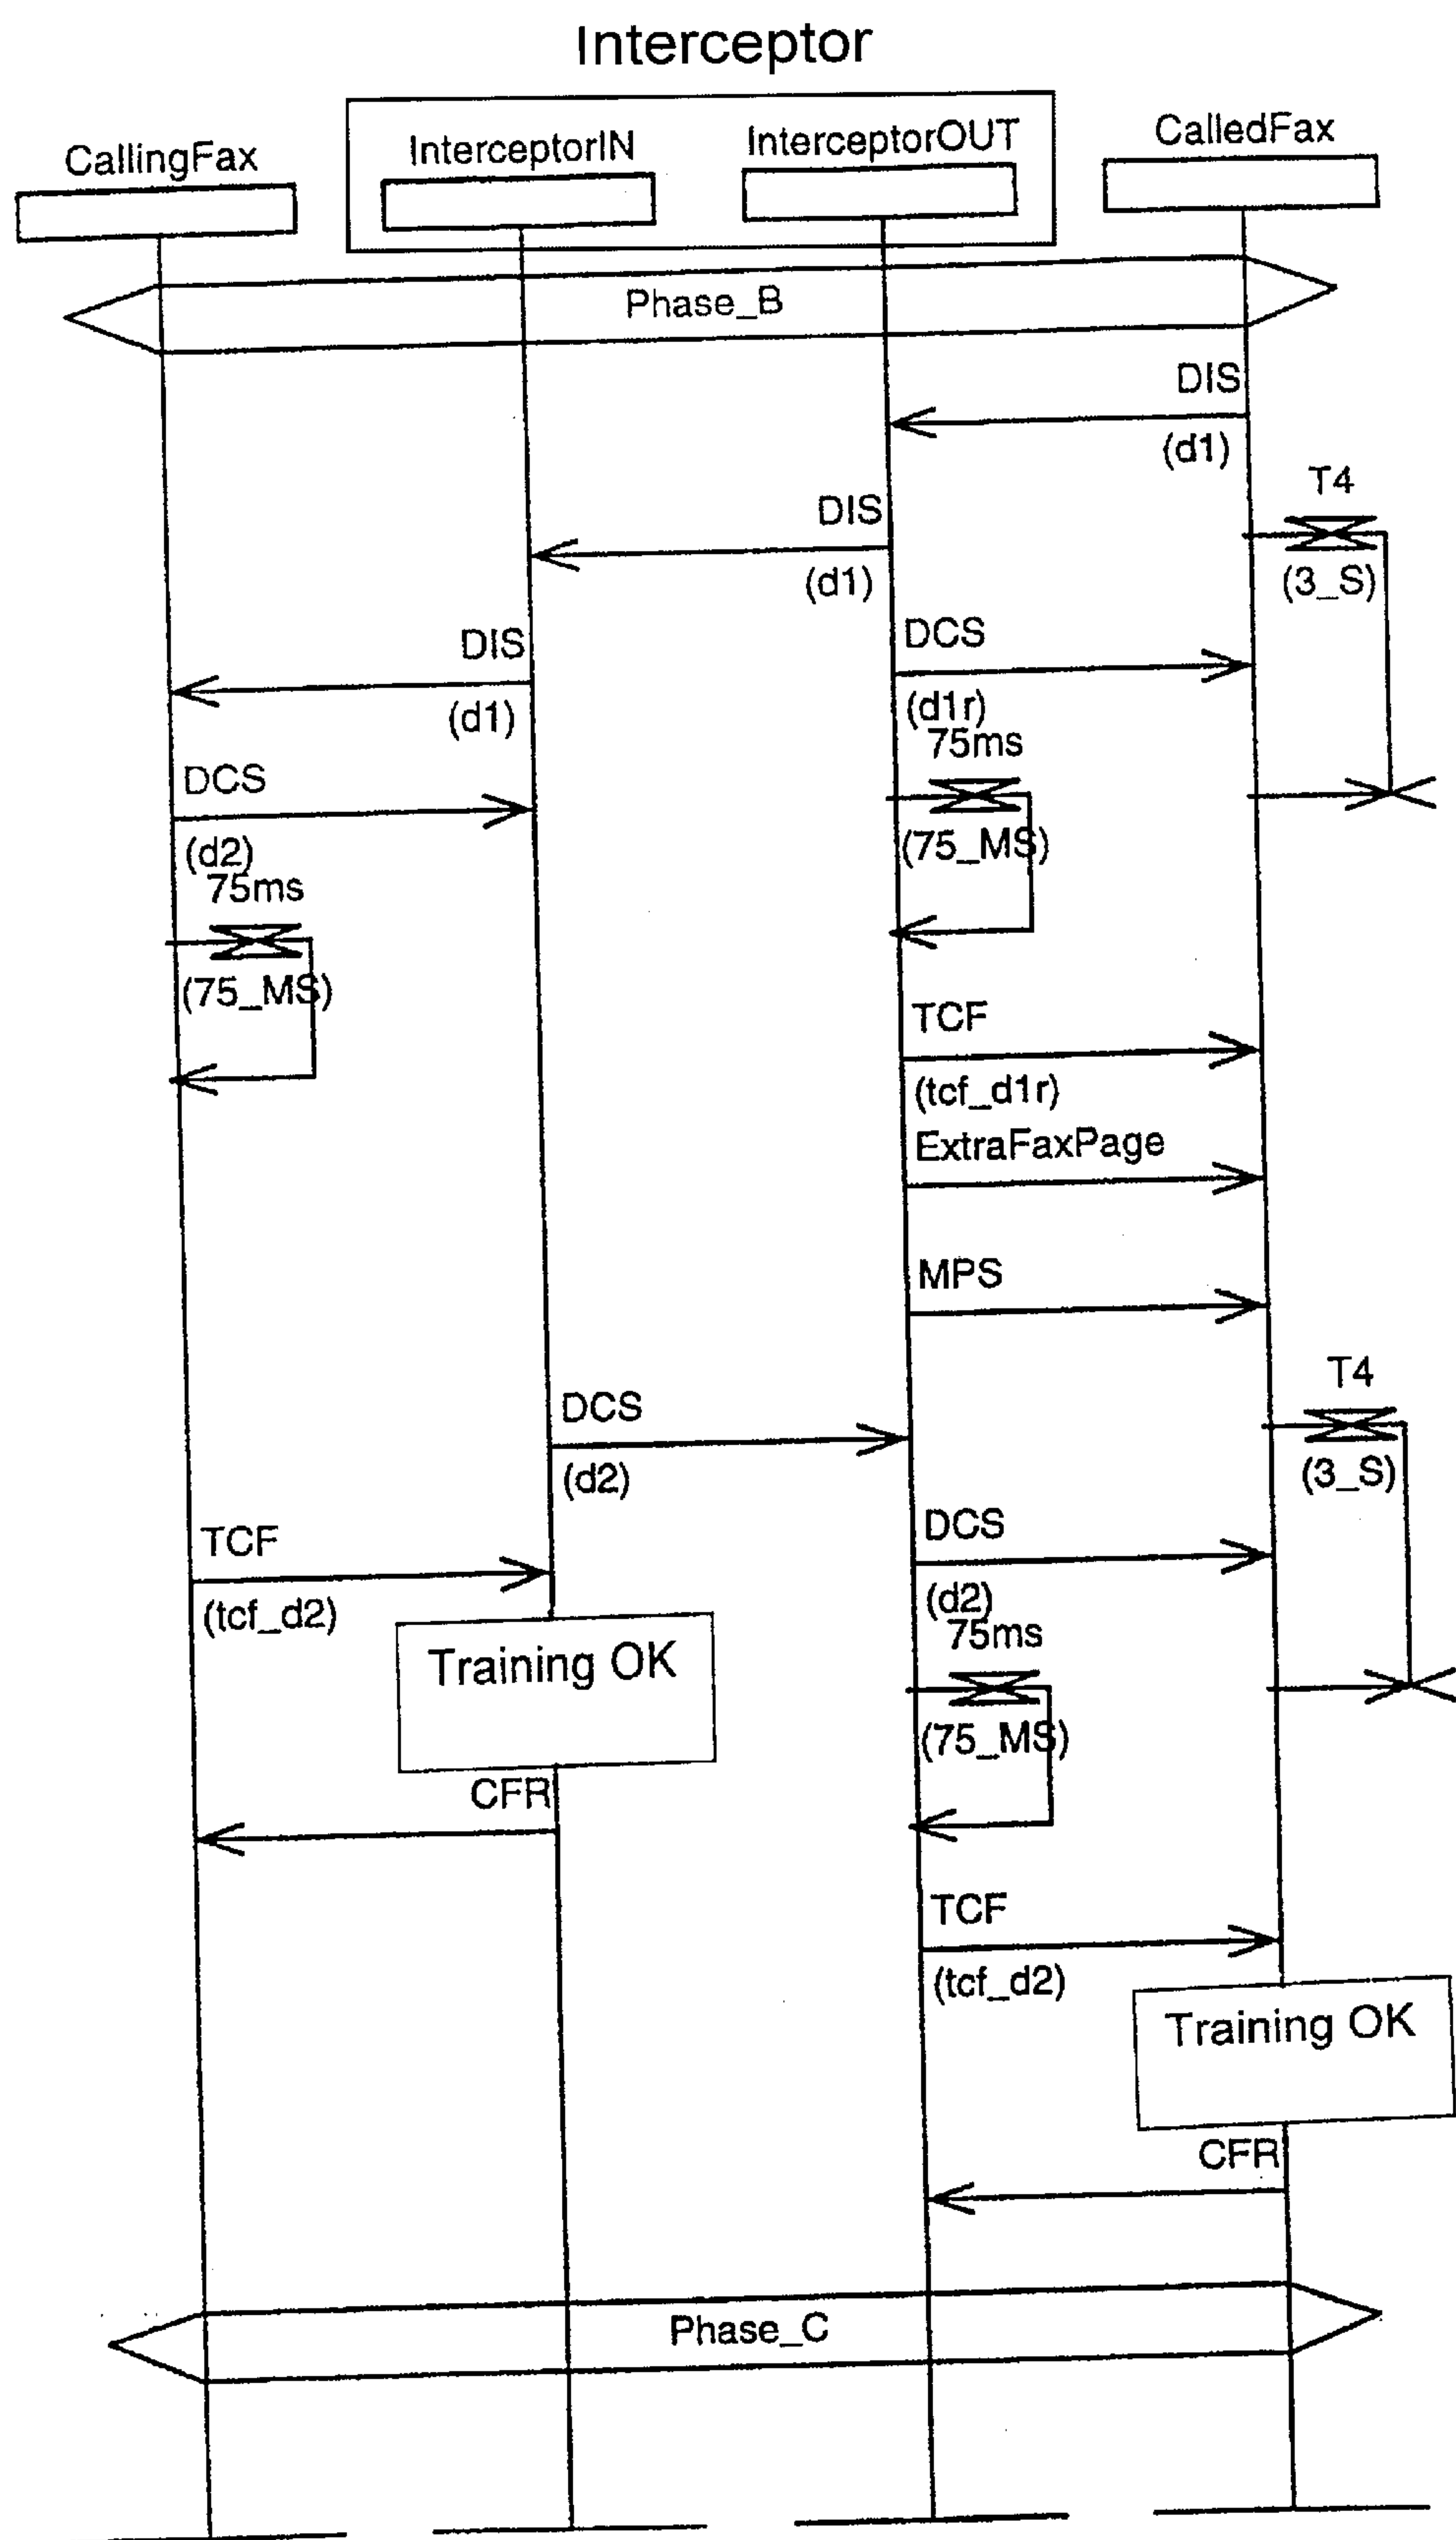 Interceptor
CallingFax
InterceptorIN
InterceptorOUT
CalledFax
Phase_B
DIS
(d1)
T4
(3_S)
DIS
(d1)
DIS
(d1)
DCS
(d1r)
75ms
(75_MS)
DCS
(d2)
75ms
(75_MS)
TCF
(tcf_d1r)
ExtraFaxPage
MPS
T4
(3_S)
DCS
(d2)
DCS
(d2)
75ms
(75_MS)
TCF
(tcf_d2)
Training OK
CFR
TCF
(tcf_d2)
Training OK
CFR
Phase_C